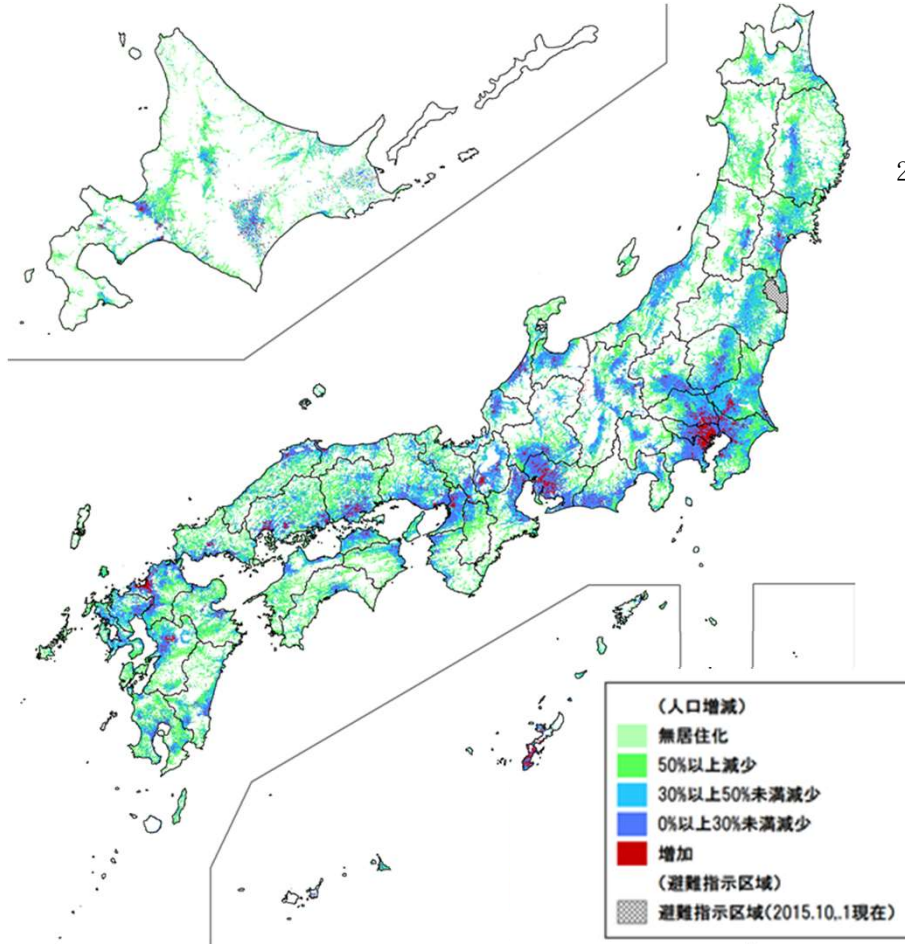 2
(人口増減)
無居住化
50%以上減少
30%以上50%未満減少
0%以上30%未満減少
増加
(避難指示区域)
避難指示区域(2015.10,.1現在)